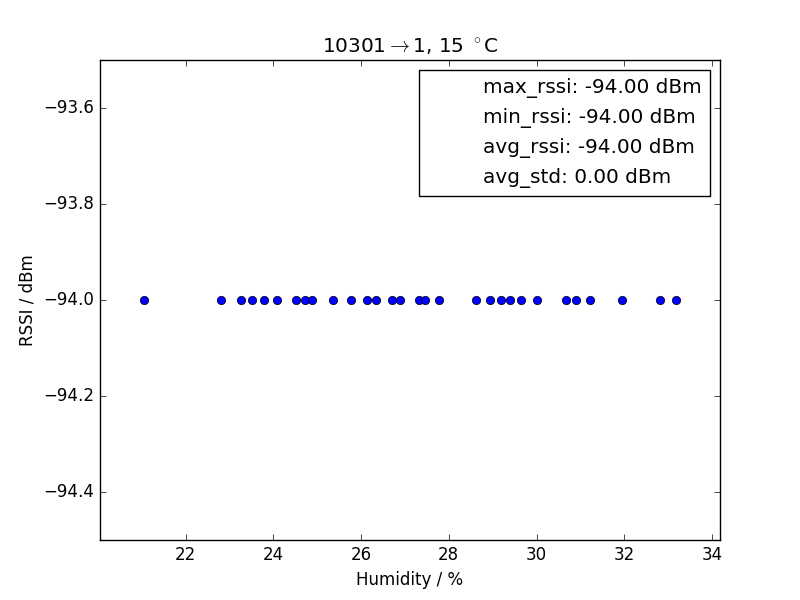 10301→1, 15 °C
max_rssi: -94.00 dBm
min_rssi: -94.00 dBm
avg_rssi: -94.00 dBm
avg_std: 0.00 dBm
−93.6
−93.8
−94.0
−94.2
−94.4
RSSI / dBm
22 24 26 28 30 32 34
Humidity / %